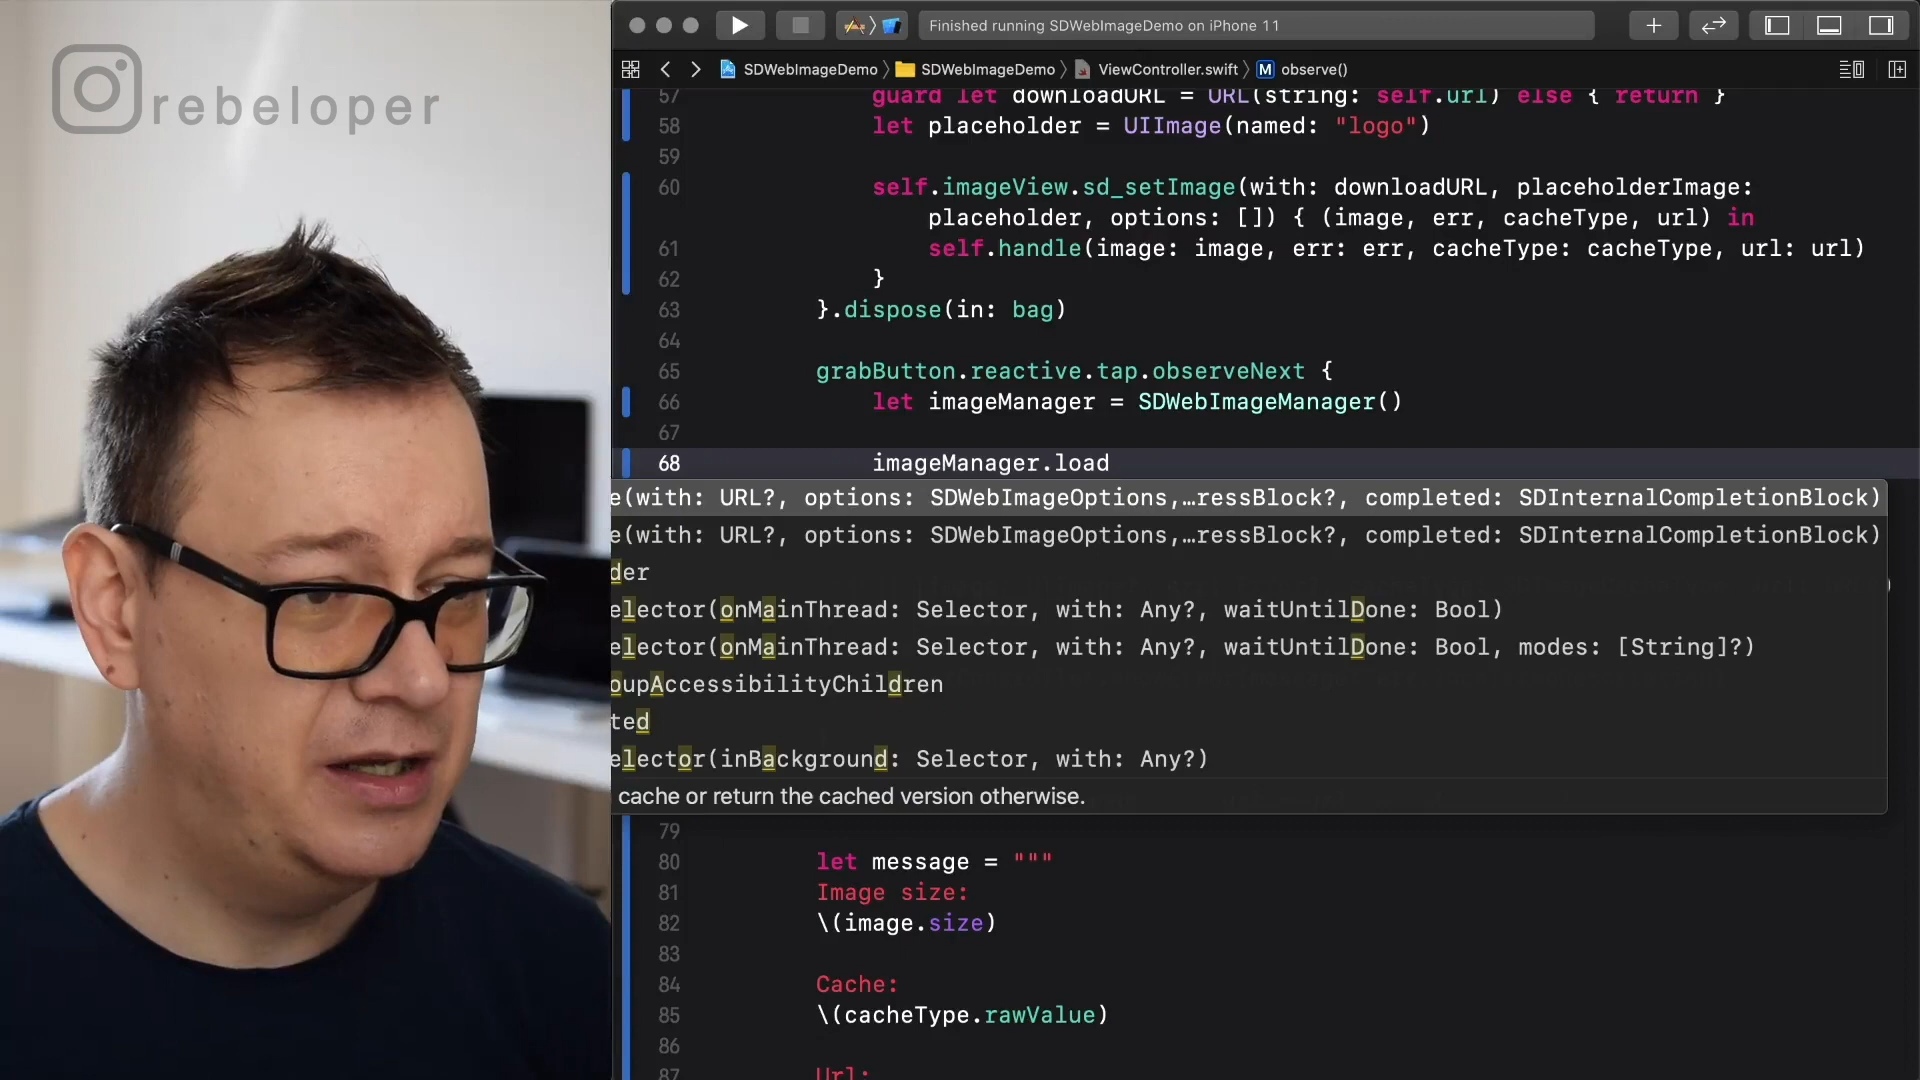 rebeloper
Finished running SDWebImageDemo on iPhone 11
SDWebImageDemo
SDWebImageDemo
ViewController.swift
M observe()
57 guard let downloadURL = URL(string: self.url) else { return }
58 let placeholder = UIImage(named: "logo")
59
60 self.imageView.sd_setImage(with: downloadURL, placeholderImage:
placeholder, options: []) { (image, err, cacheType, url) in
61 self.handle(image: image, err: err, cacheType: cacheType, url: url)
62 }
63 }.dispose(in: bag)
64
65 grabButton.reactive.tap.observeNext {
66 let imageManager = SDWebImageManager()
67
68 imageManager.load
e(with: URL?, options: SDWebImageOptions,…ressBlock?, completed: SDInternalCompletionBlock)
e(with: URL?, options: SDWebImageOptions,…ressBlock?, completed: SDInternalCompletionBlock)
der
elector(onMainThread: Selector, with: Any?, waitUntilDone: Bool)
elector(onMainThread: Selector, with: Any?, waitUntilDone: Bool, modes: [String]?)
oupAccessibilityChildren
ted
elector(inBackground: Selector, with: Any?)
cache or return the cached version otherwise.
79
80 let message = """
81 Image size:
82 \(image.size)
83
84 Cache:
85 \(cacheType.rawValue)
86
87 Url: